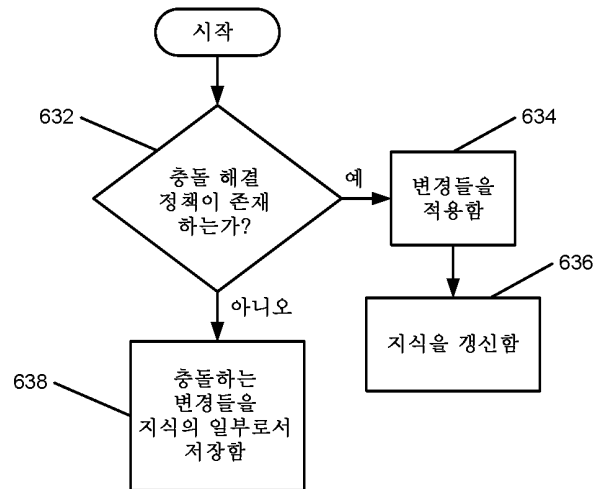 시작
632
충돌 해결
정책이 존재
하는가?
예
634
변경들을
적용함
636
지식을 갱신함
아니오
638
충돌하는
변경들을
지식의 일부로서
저장함